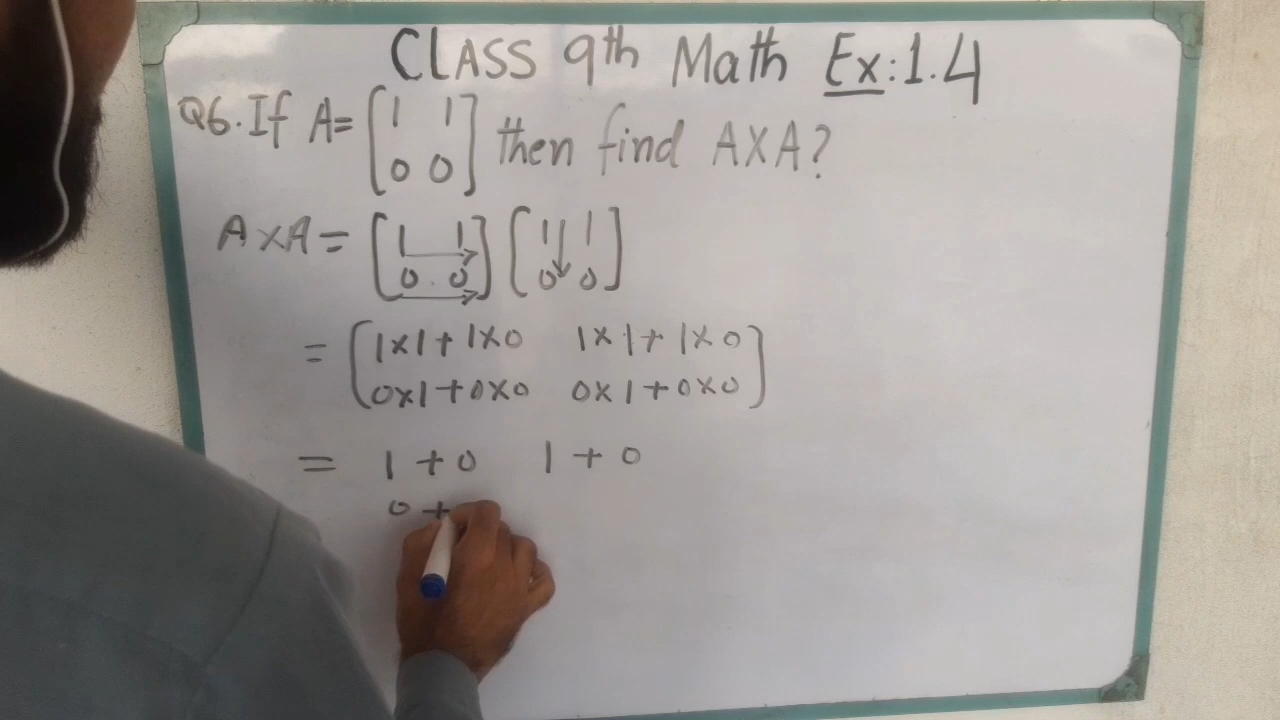 CLASS 9th Math Ex:1.4
Q6. If A= [1 1
0 0] then find A×A?
A×A= [1 1
0 0] [1 1
0 0]
= [1×1+1×0 1×1+1×0
0×1+0×0 0×1+0×0]
= 1+0 1+0
0+